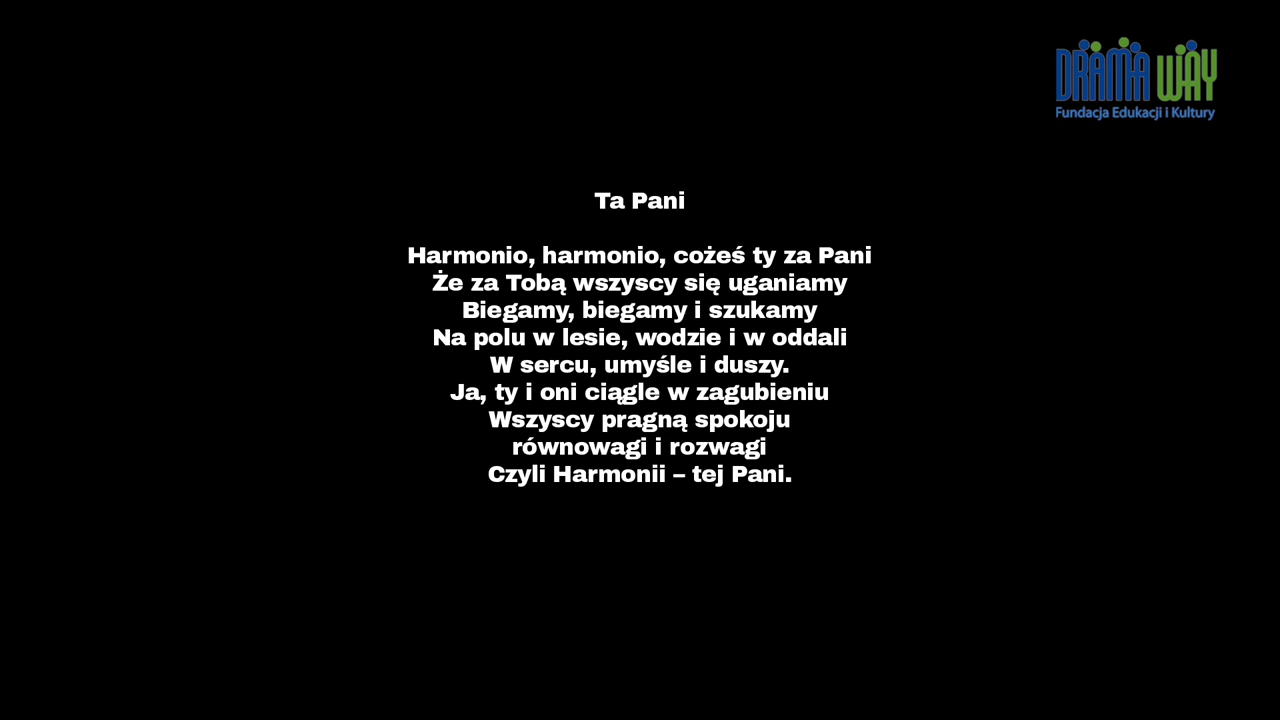 DRAMA WAY
Fundacja Edukacji i Kultury
Ta Pani
Harmonio, harmonio, cożeś ty za Pani
Że za Tobą wszyscy się uganiamy
Biegamy, biegamy i szukamy
Na polu w lesie, wodzie i w oddali
W sercu, umyśle i duszy.
Ja, ty i oni ciągle w zagubieniu
Wszyscy pragną spokoju
równowagi i rozwagi
Czyli Harmonii – tej Pani.